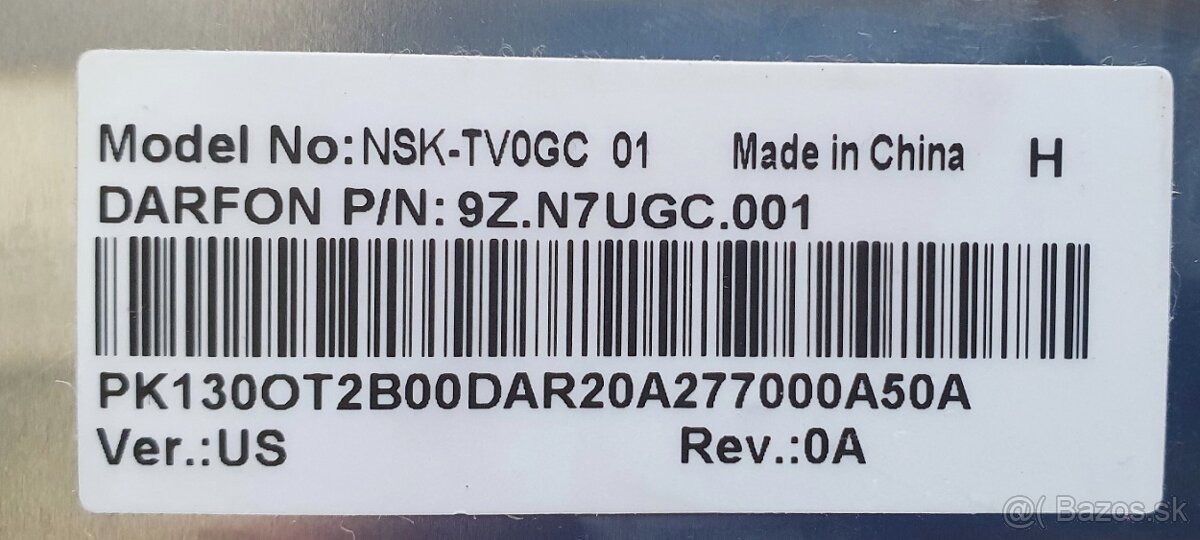 Model No:NSK-TV0GC 01 Made in China H
DARFON P/N: 9Z.N7UGC.001
PK130OT2B00DAR20A277000A50A
Ver.:US Rev.:0A
@( Bazos.sk